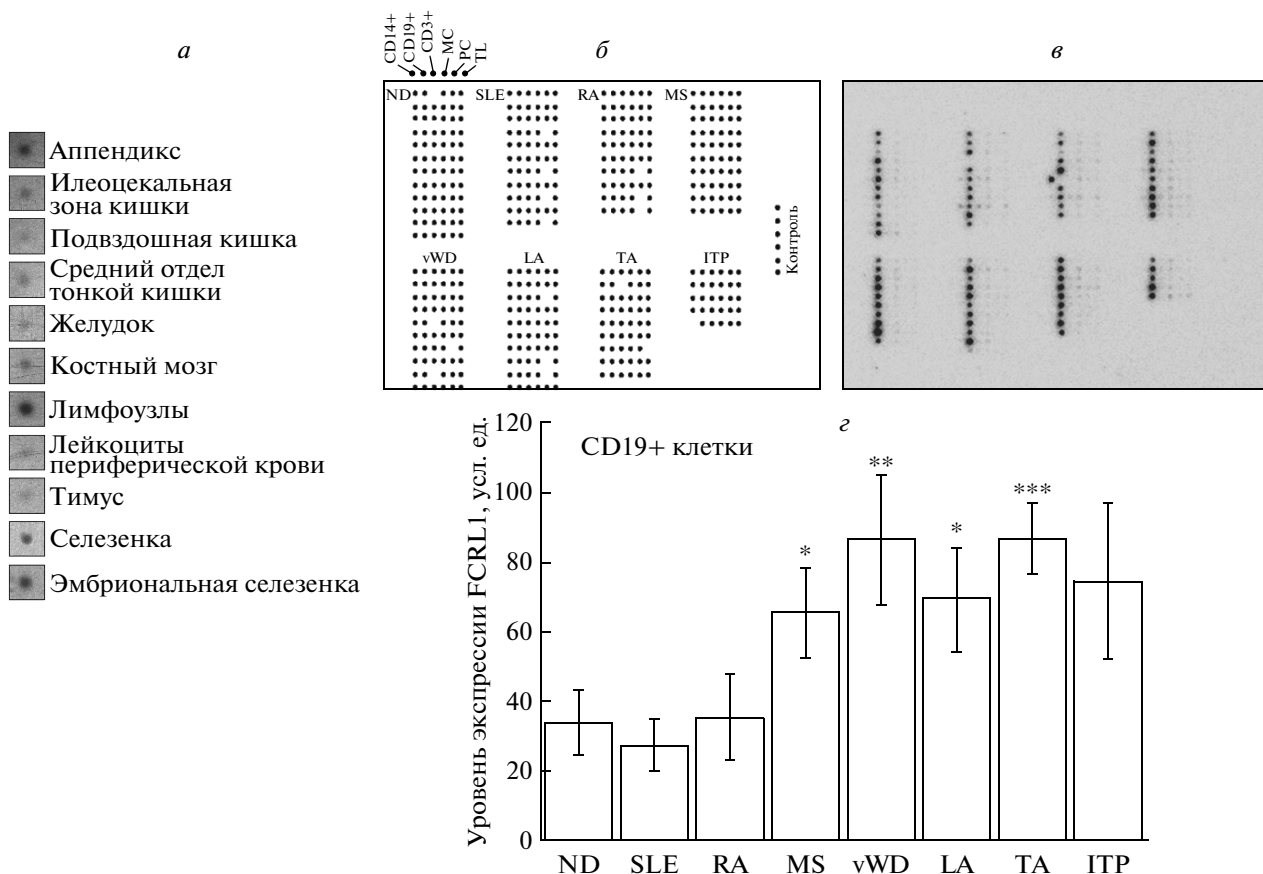 а
Аппендикс
Илеоцекальная
зона кишки
Подвздошная кишка
Средний отдел
тонкой кишки
Желудок
Костный мозг
Лимфоузлы
Лейкоциты
периферической крови
Тимус
Селезенка
Эмбриональная селезенка
б
CD14+
CD19+
CD3+
MC
PC
TL
ND
SLE
RA
MS
vWD
LA
TA
ITP
Контроль
в
г
CD19+ клетки
Уровень экспрессии FCRL1, усл. ед.
120
100
80
60
40
20
0
*
**
*
***
ND
SLE
RA
MS
vWD
LA
TA
ITP